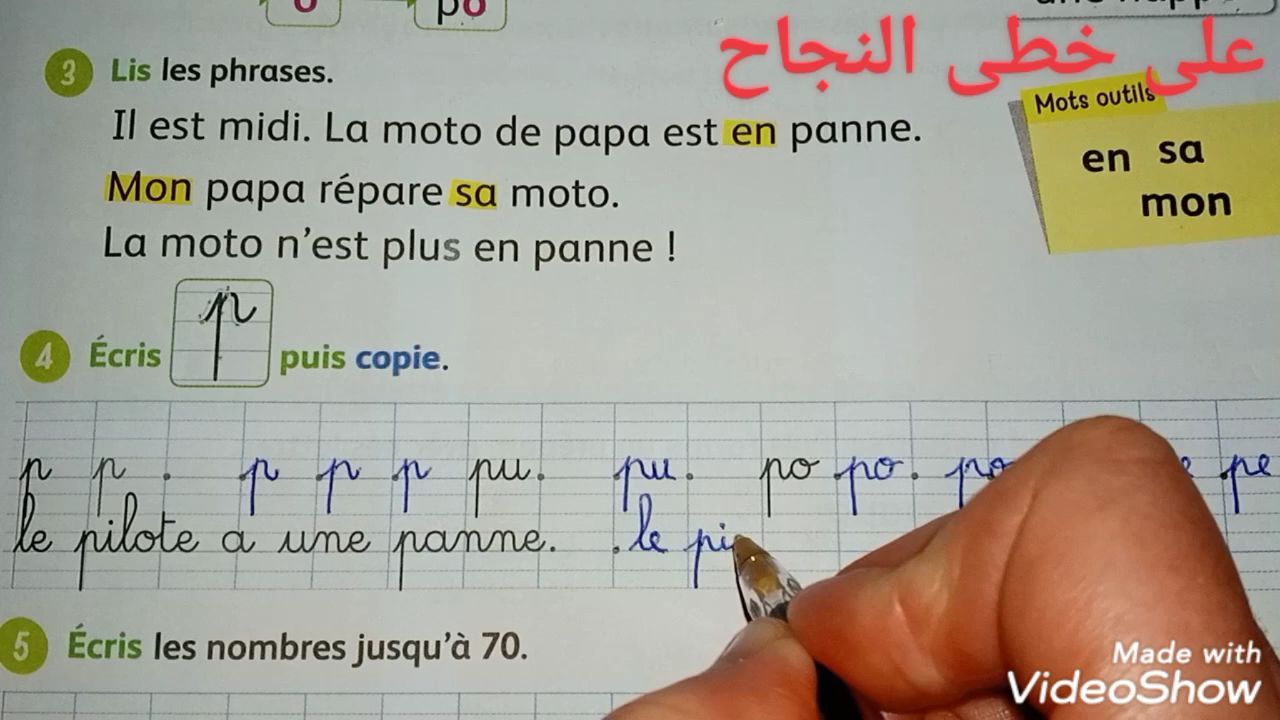 po
على خطى النجاح
3 Lis les phrases.
Il est midi. La moto de papa est en panne.
Mon papa répare sa moto.
La moto n'est plus en panne !
Mots outils
en sa
mon
4 Écris p puis copie.
p p . p p p pu. pu. po po. po pe
le pilote a une panne. . le pi
5 Écris les nombres jusqu'à 70.
Made with
VideoShow